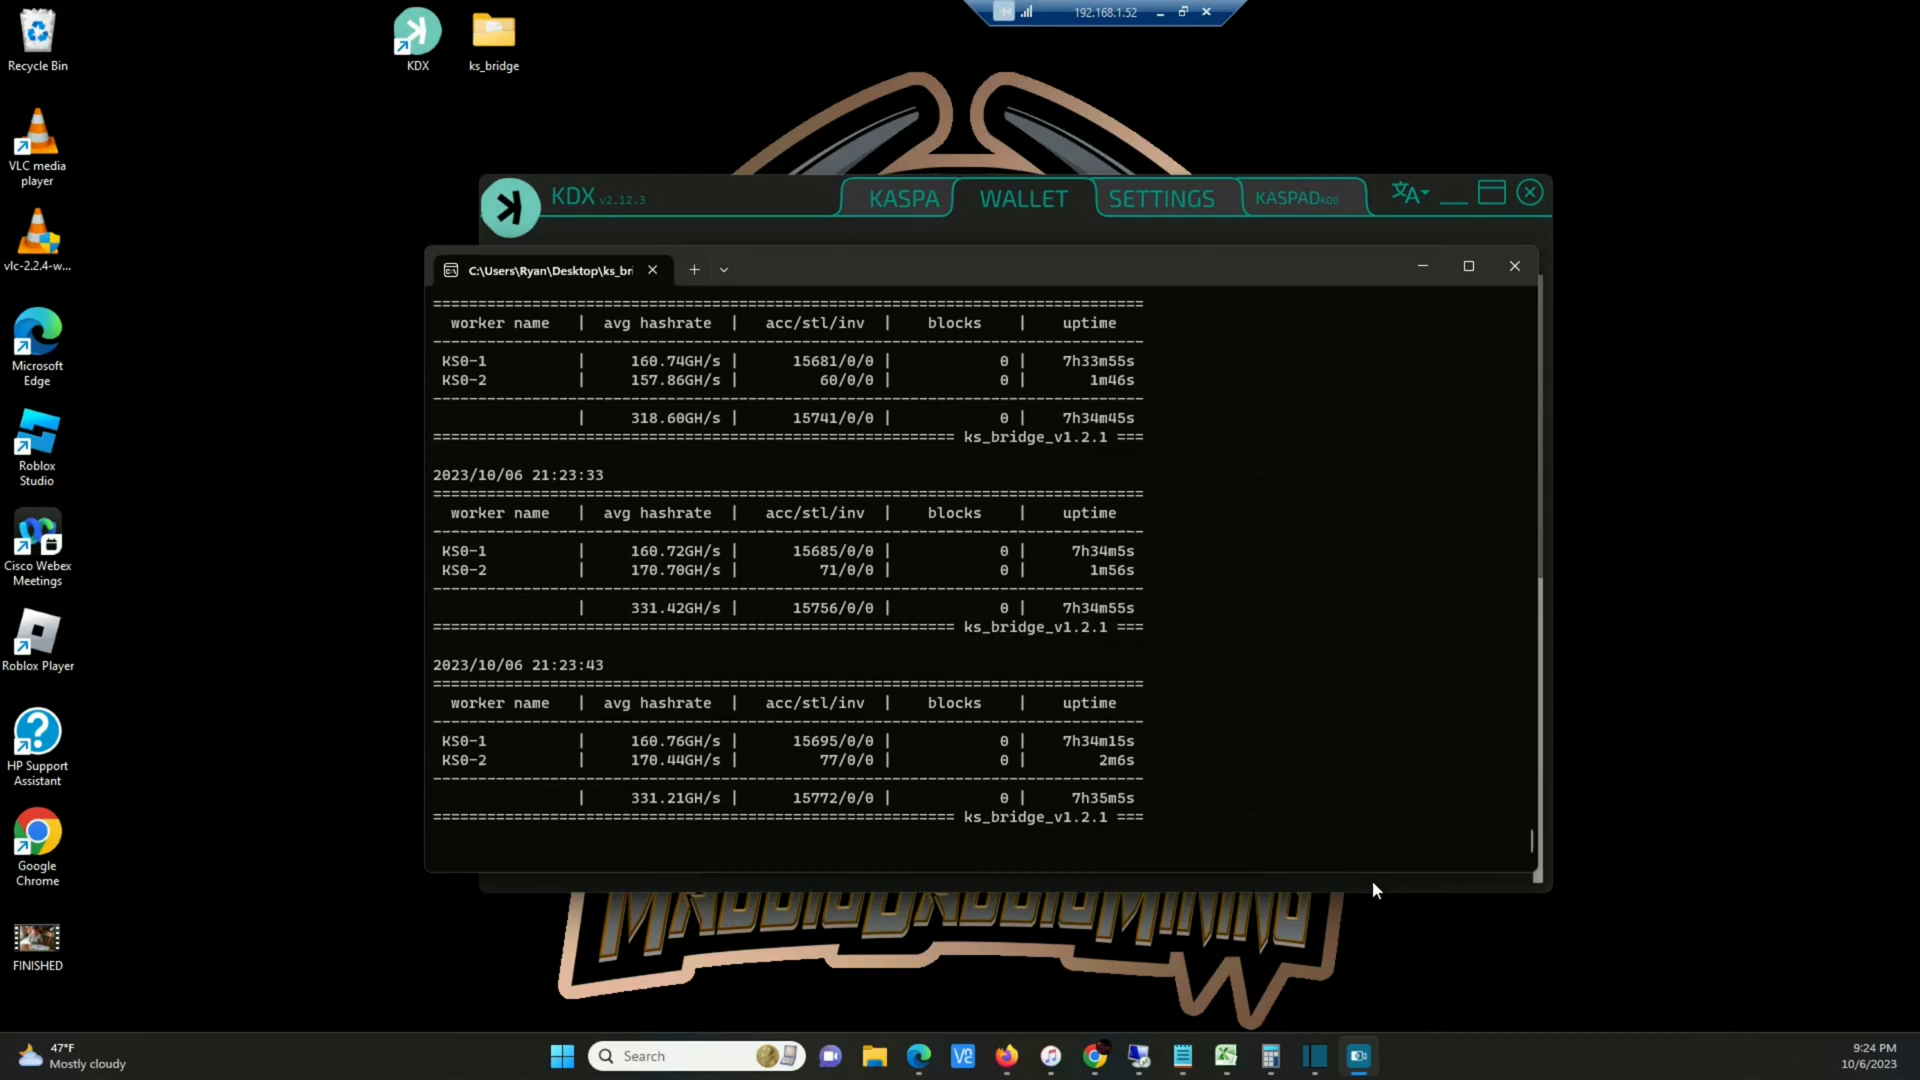 192.168.1.52
Recycle Bin
KDX
ks_bridge
VLC media
player
vlc-2.2.4-w...
Microsoft
Edge
Roblox
Studio
Cisco Webex
Meetings
Roblox Player
HP Support
Assistant
Google
Chrome
FINISHED
KDX v2.12.3
KASPA
WALLET
SETTINGS
KASPAD
C:\Users\Ryan\Desktop\ks_bri
===============================================================================
worker name | avg hashrate | acc/stl/inv | blocks | uptime
-------------------------------------------------------------------------------
KS0-1 | 160.74GH/s | 15681/0/0 | 0 | 7h33m55s
KS0-2 | 157.86GH/s | 60/0/0 | 0 | 1m46s
-------------------------------------------------------------------------------
| 318.60GH/s | 15741/0/0 | 0 | 7h34m45s
========================================================== ks_bridge_v1.2.1 ===
2023/10/06 21:23:33
===============================================================================
worker name | avg hashrate | acc/stl/inv | blocks | uptime
-------------------------------------------------------------------------------
KS0-1 | 160.72GH/s | 15685/0/0 | 0 | 7h34m5s
KS0-2 | 170.70GH/s | 71/0/0 | 0 | 1m56s
-------------------------------------------------------------------------------
| 331.42GH/s | 15756/0/0 | 0 | 7h34m55s
========================================================== ks_bridge_v1.2.1 ===
2023/10/06 21:23:43
===============================================================================
worker name | avg hashrate | acc/stl/inv | blocks | uptime
-------------------------------------------------------------------------------
KS0-1 | 160.76GH/s | 15695/0/0 | 0 | 7h34m15s
KS0-2 | 170.44GH/s | 77/0/0 | 0 | 2m6s
-------------------------------------------------------------------------------
| 331.21GH/s | 15772/0/0 | 0 | 7h35m5s
========================================================== ks_bridge_v1.2.1 ===
47°F
Mostly cloudy
Search
9:24 PM
10/6/2023